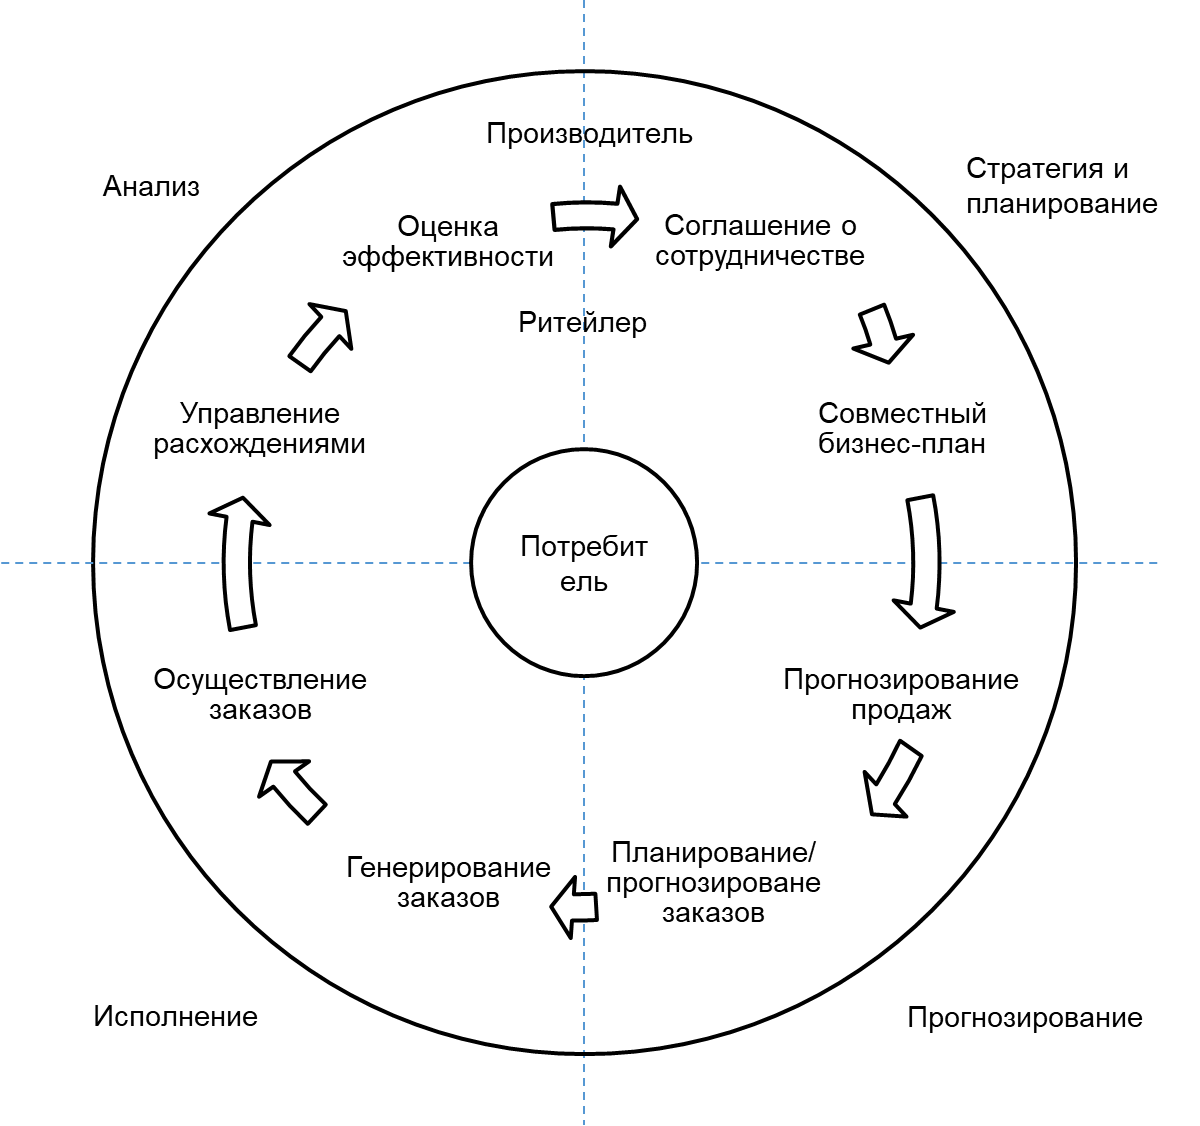 Производитель
Анализ
Стратегия и
планирование
Оценка
эффективности
Соглашение о
сотрудничестве
Ритейлер
Управление
расхождениями
Совместный
бизнес-план
Потребит
ель
Осуществление
заказов
Прогнозирование
продаж
Генерирование
заказов
Планирование/
прогнозироване
заказов
Исполнение
Прогнозирование